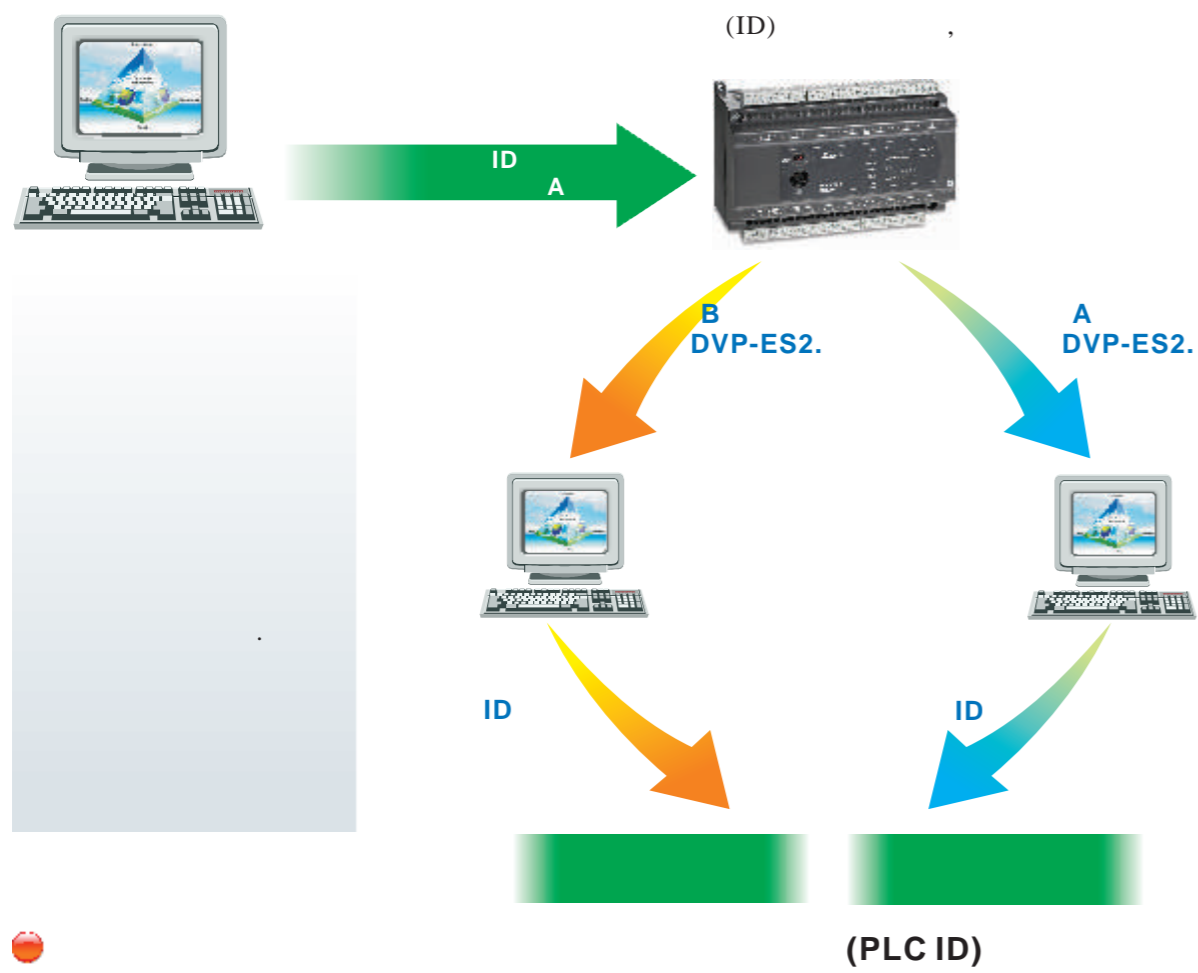 (ID) ,
ID
A
B
DVP-ES2.
A
DVP-ES2.
.
ID
ID
(PLC ID)